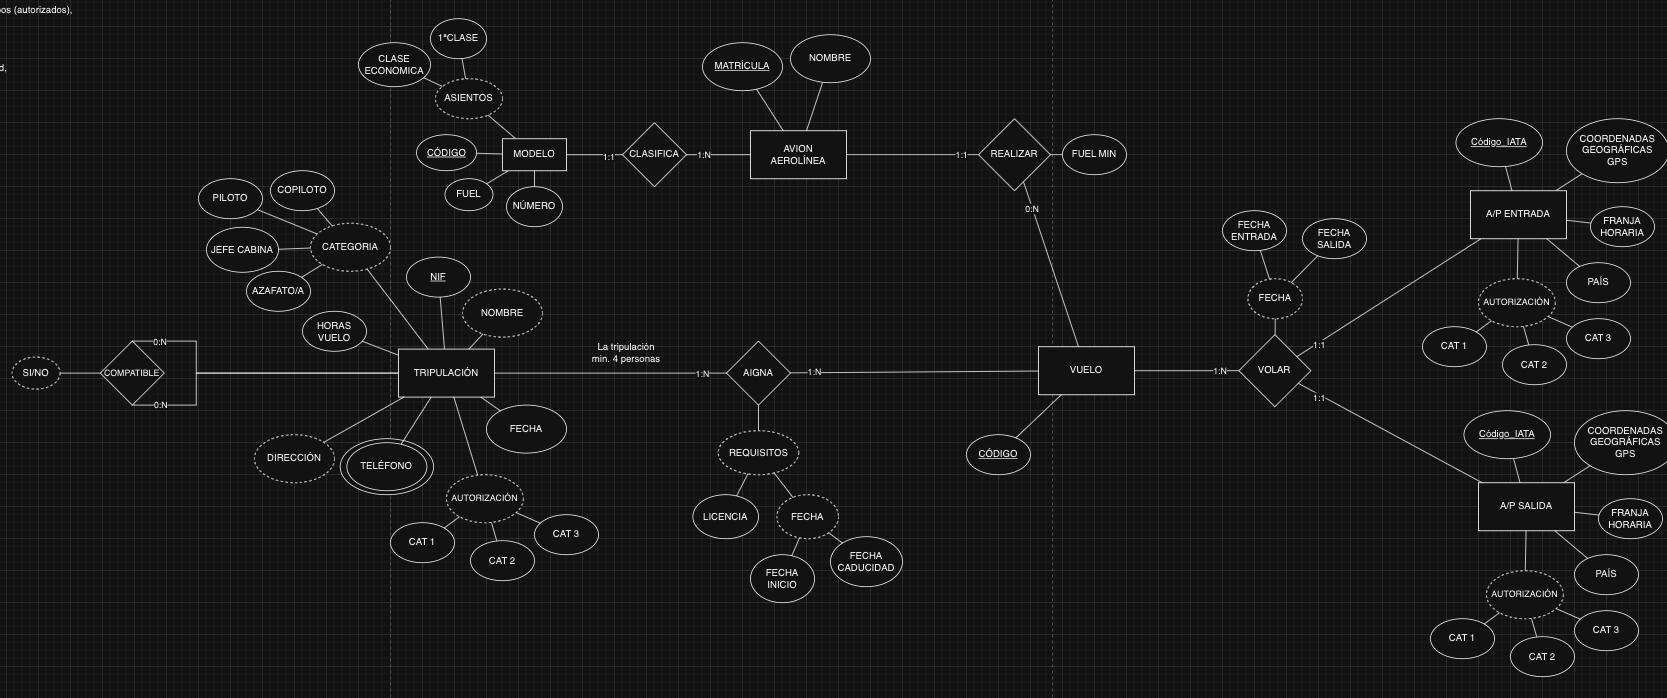 os (autorizados),
d,
1ªCLASE
CLASE
ECONOMICA
ASIENTOS
CÓDIGO
MODELO
FUEL
NÚMERO
1:1
CLASIFICA
1:N
MATRÍCULA
NOMBRE
AVION
AEROLÍNEA
1:1
REALIZAR
FUEL MIN
0:N
PILOTO
COPILOTO
JEFE CABINA
CATEGORIA
AZAFATO/A
NIF
NOMBRE
HORAS
VUELO
SI/NO
COMPATIBLE
0:N
0:N
TRIPULACIÓN
La tripulación
min. 4 personas
1:N
AIGNA
1:N
VUELO
CÓDIGO
1:N
VOLAR
1:1
1:1
FECHA
FECHA
ENTRADA
FECHA
SALIDA
DIRECCIÓN
TELÉFONO
FECHA
AUTORIZACIÓN
CAT 1
CAT 2
CAT 3
REQUISITOS
LICENCIA
FECHA
FECHA
INICIO
FECHA
CADUCIDAD
Código_IATA
COORDENADAS
GEOGRÁFICAS
GPS
A/P ENTRADA
FRANJA
HORARIA
PAÍS
AUTORIZACIÓN
CAT 1
CAT 2
CAT 3
Código_IATA
COORDENADAS
GEOGRÁFICAS
GPS
A/P SALIDA
FRANJA
HORARIA
PAÍS
AUTORIZACIÓN
CAT 1
CAT 2
CAT 3